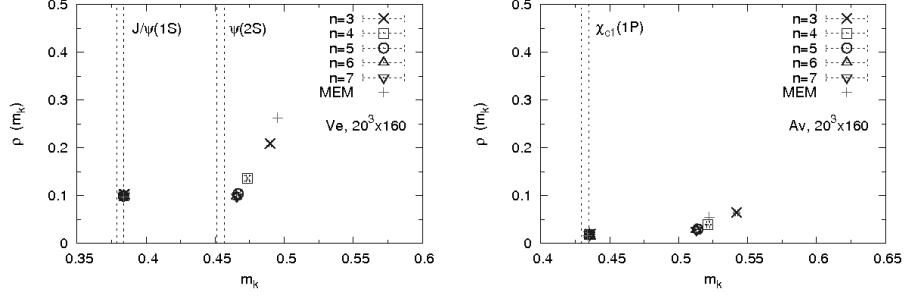 0.5
0.4
0.3
0.2
0.1
0
0.35 0.4 0.45 0.5 0.55 0.6
ρ (m_k)
m_k
J/ψ(1S)
ψ(2S)
n=3
n=4
n=5
n=6
n=7
MEM
Ve, 20³x160
0.5
0.4
0.3
0.2
0.1
0
0.4 0.45 0.5 0.55 0.6 0.65
ρ (m_k)
m_k
χ_c1(1P)
n=3
n=4
n=5
n=6
n=7
MEM
Av, 20³x160